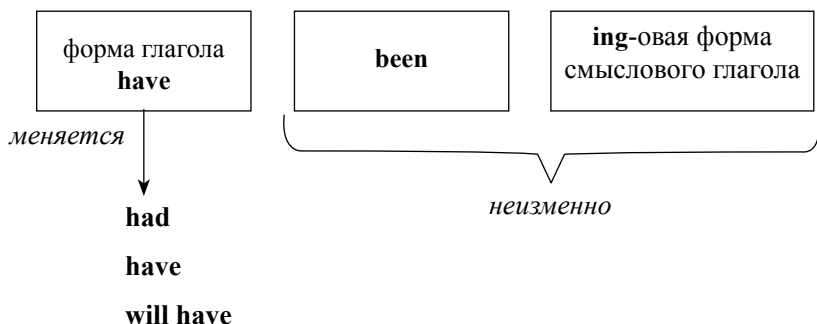 форма глагола
have
been
ing-овая форма
смыслового глагола
меняется
неизменно
had
have
will have